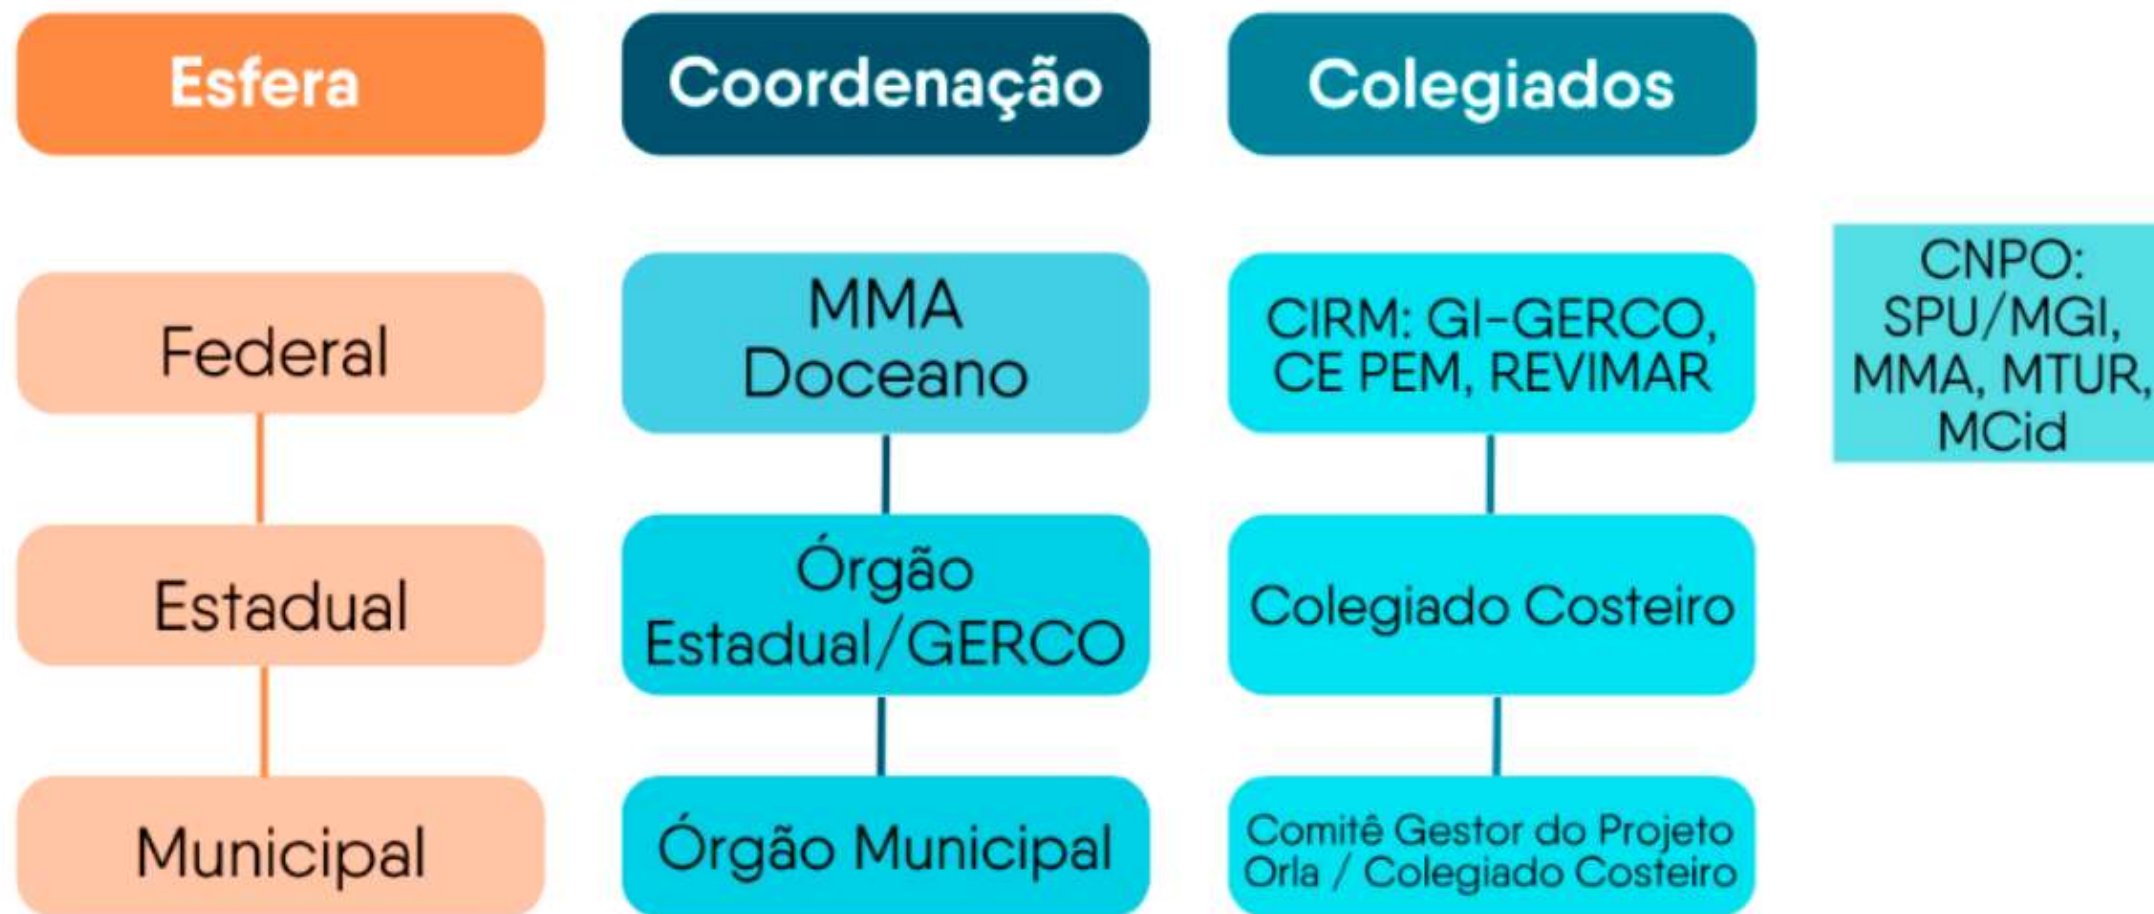 Esfera
Coordenação
Colegiados
Federal
MMA
Doceano
CIRM: GI-GERCO,
CE PEM, REVIMAR
CNPO:
SPU/MGI,
MMA, MTUR,
MCid
Estadual
Órgão
Estadual/GERCO
Colegiado Costeiro
Municipal
Órgão Municipal
Comitê Gestor do Projeto
Orla / Colegiado Costeiro